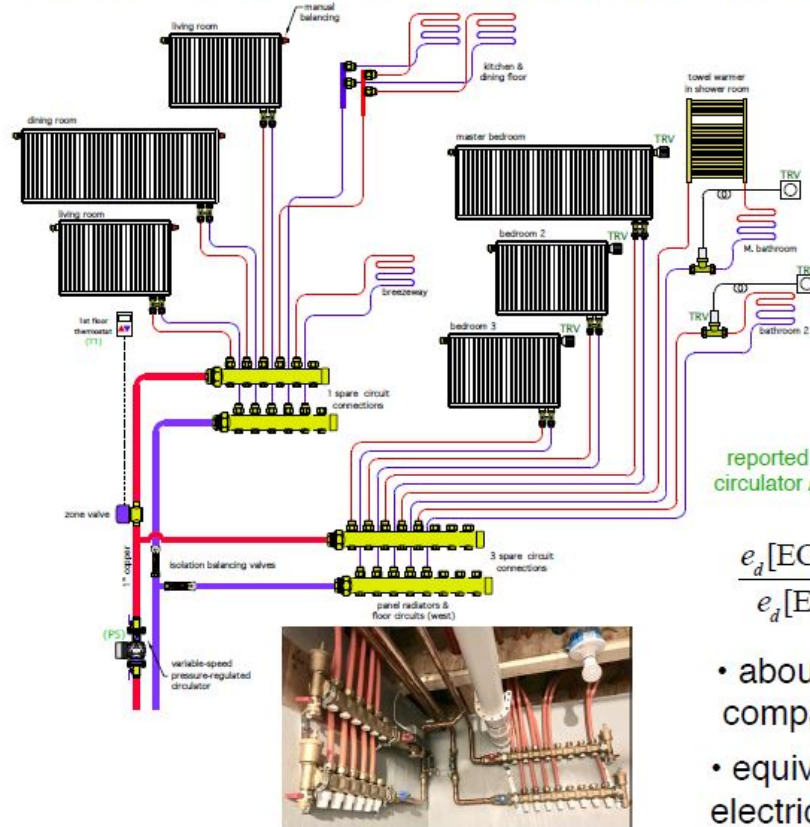 living room
manual
balancing
kitchen &
dining floor
towel warmer
in shower room
dining room
TRV
master bedroom
TRV
living room
bedroom 2
TRV
M. bathroom
breezeway
TRV
bathroom 2
1st floor
thermostat
(T1)
bedroom 3
TRV
1 spare circuit
connections
reported
circulator
zone valve
3 spare circuit
connections
1" copper
isolation balancing valves
panel radiators &
floor circuits (west)
(P5)
variable-speed
pressure-regulated
circulator
• equiv
electric